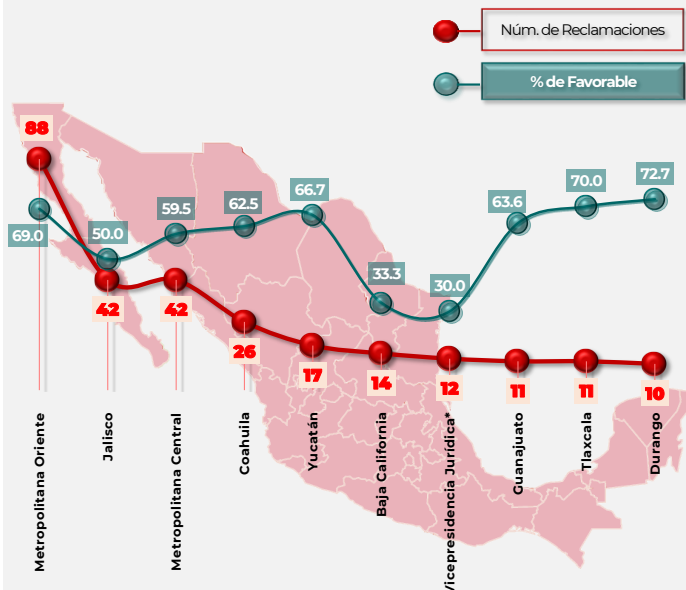 Núm. de Reclamaciones
% de Favorable
88
69.0
50.0
59.5
62.5
66.7
33.3
30.0
63.6
70.0
72.7
42
42
26
17
14
12
11
11
10
Metropolitana Oriente
Jalisco
Metropolitana Central
Coahuila
Yucatán
Baja California
Vicepresidencia Jurídica*
Guanajuato
Tlaxcala
Durango